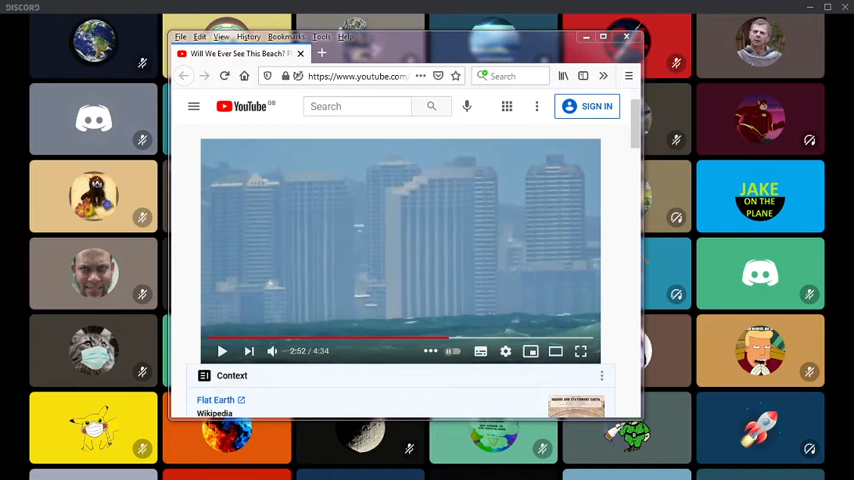 DISCORD
File Edit View History Bookmarks Tools Help
Will We Ever See This Beach? Fl
https://www.youtube.com/
Search
YouTube GB
Search
SIGN IN
JAKE
ON THE
PLANE
2:52 / 4:34
Context
Flat Earth
Wikipedia